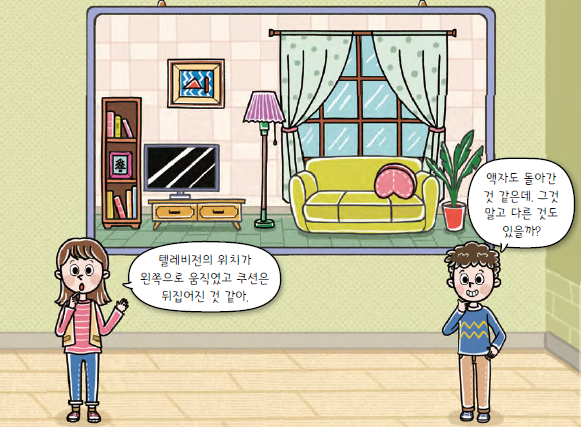 텔레비전의 위치가
왼쪽으로 움직였고 쿠션은
뒤집어진 것 같아.
액자도 돌아간
것 같은데, 그것
말고 다른 것도
있을까?